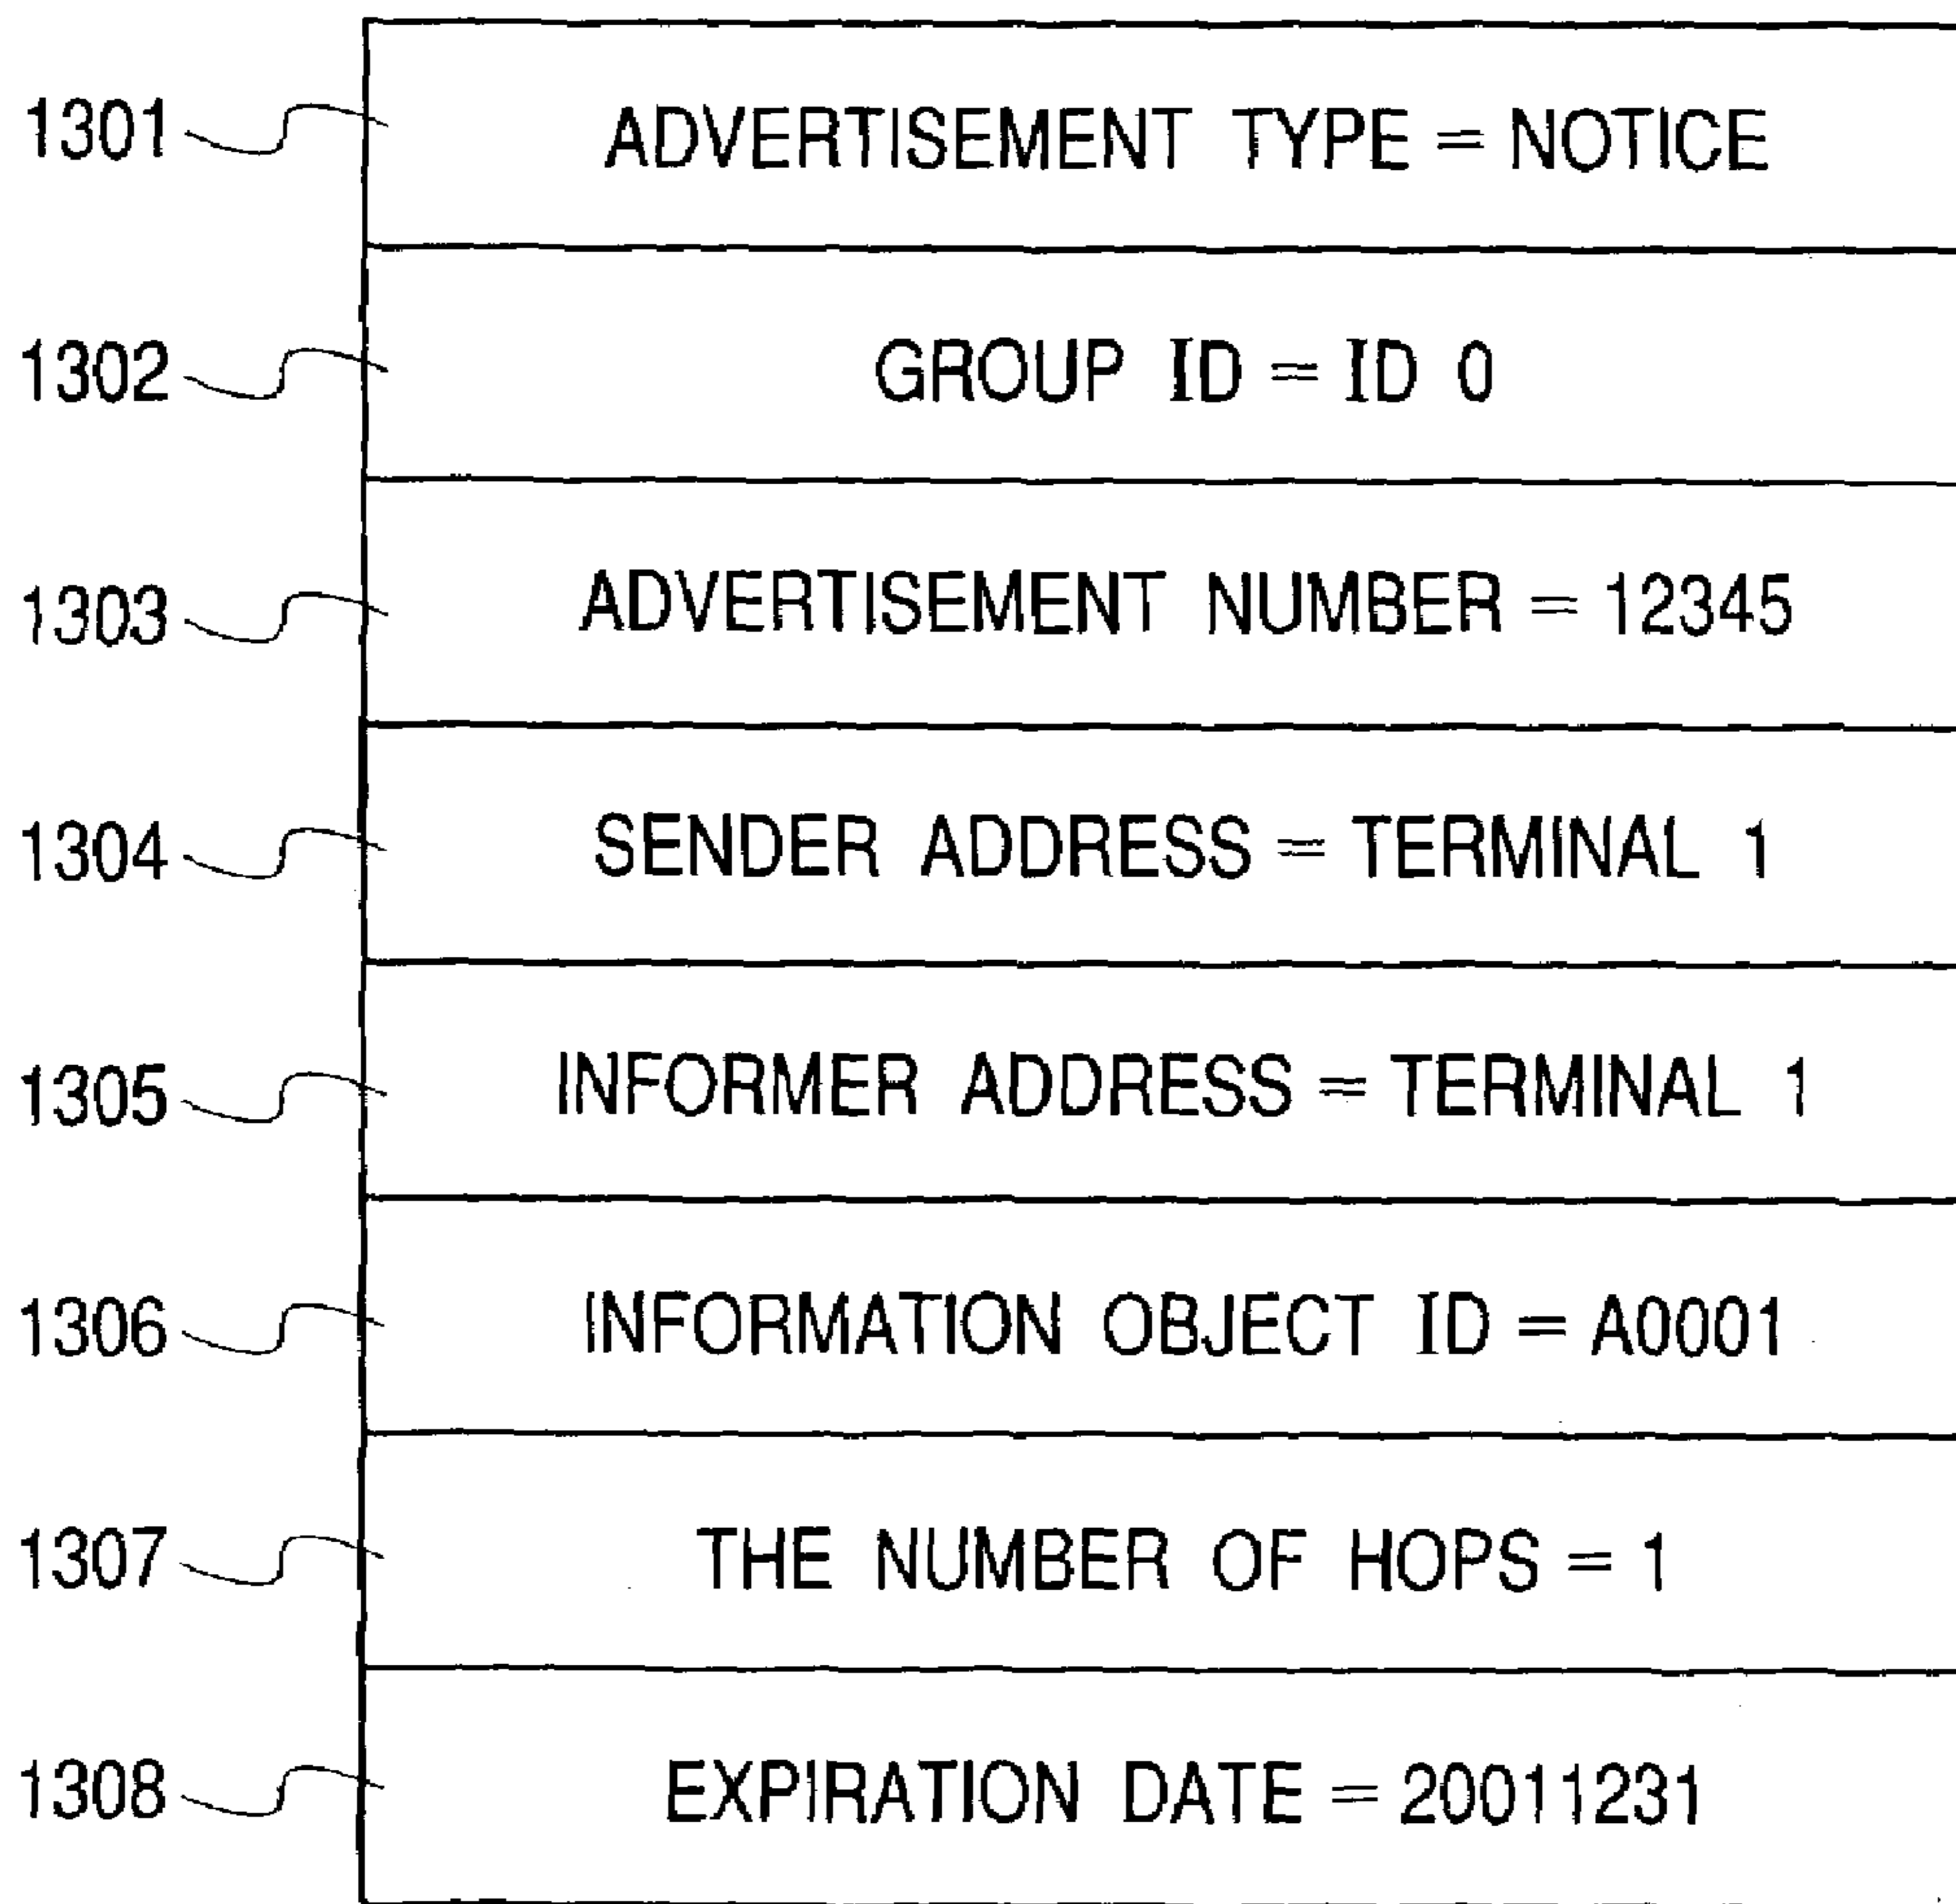 1301 ADVERTISEMENT TYPE = NOTICE
1302 GROUP ID = ID 0
1303 ADVERTISEMENT NUMBER = 12345
1304 SENDER ADDRESS = TERMINAL 1
1305 INFORMER ADDRESS = TERMINAL 1
1306 INFORMATION OBJECT ID = A0001
1307 THE NUMBER OF HOPS = 1
1308 EXPIRATION DATE = 20011231